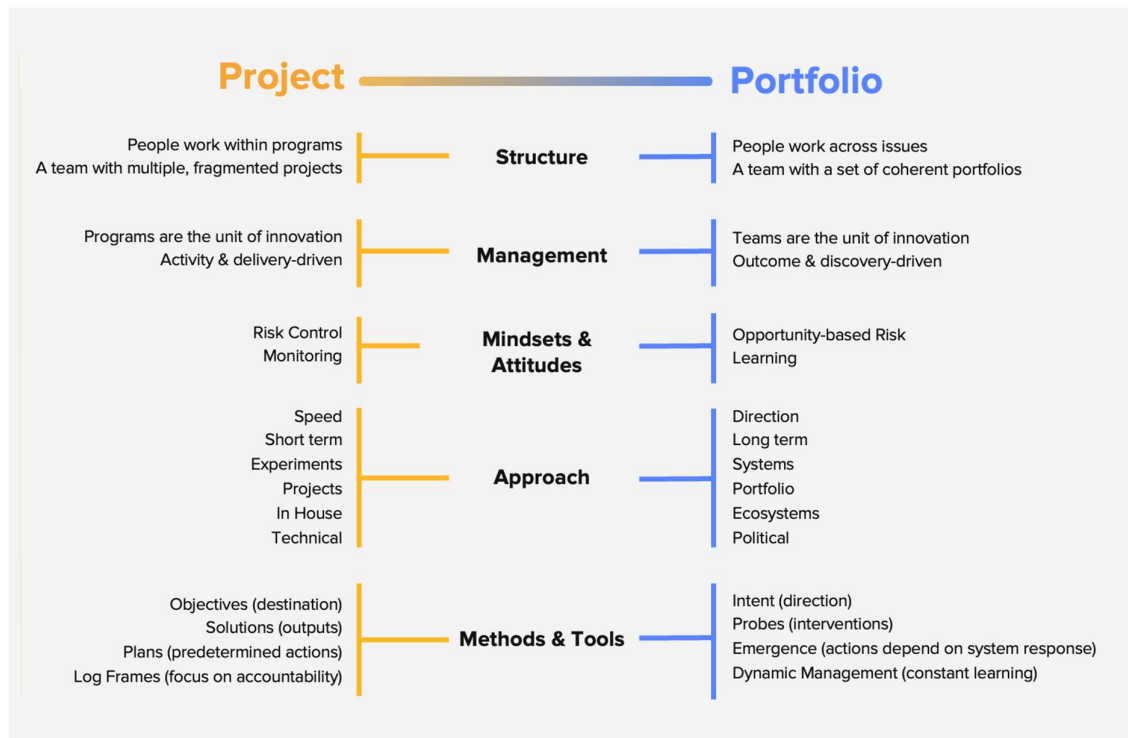 Project
Portfolio
People work within programs
A team with multiple, fragmented projects
Structure
People work across issues
A team with a set of coherent portfolios
Programs are the unit of innovation
Activity & delivery-driven
Management
Teams are the unit of innovation
Outcome & discovery-driven
Risk Control
Monitoring
Mindsets &
Attitudes
Opportunity-based Risk
Learning
Speed
Short term
Experiments
Projects
In House
Technical
Approach
Direction
Long term
Systems
Portfolio
Ecosystems
Political
Objectives (destination)
Solutions (outputs)
Plans (predetermined actions)
Log Frames (focus on accountability)
Methods & Tools
Intent (direction)
Probes (interventions)
Emergence (actions depend on system response)
Dynamic Management (constant learning)